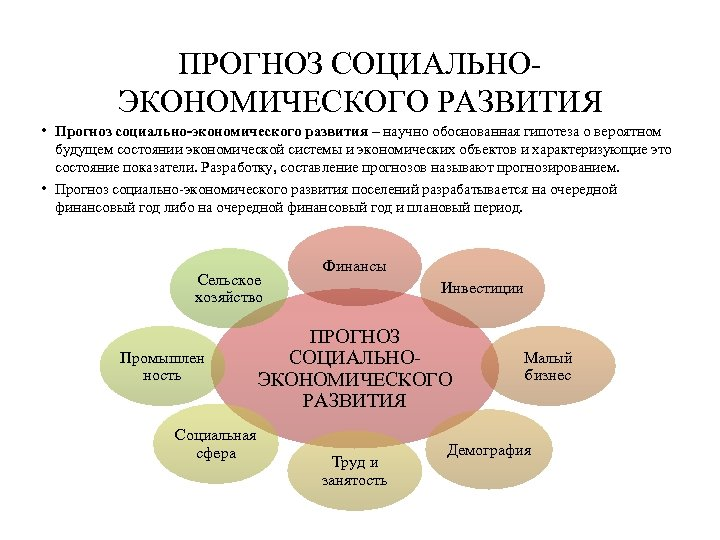 ПРОГНОЗ СОЦИАЛЬНО-
ЭКОНОМИЧЕСКОГО РАЗВИТИЯ
• Прогноз социально-экономического развития – научно обоснованная гипотеза о вероятном
будущем состоянии экономической системы и экономических объектов и характеризующие это
состояние показатели. Разработку, составление прогнозов называют прогнозированием.
• Прогноз социально-экономического развития поселений разрабатывается на очередной
финансовый год либо на очередной финансовый год и плановый период.
Финансы
Сельское
хозяйство
Инвестиции
ПРОГНОЗ
СОЦИАЛЬНО-
ЭКОНОМИЧЕСКОГО
РАЗВИТИЯ
Промышлен
ность
Малый
бизнес
Социальная
сфера
Демография
Труд и
занятость